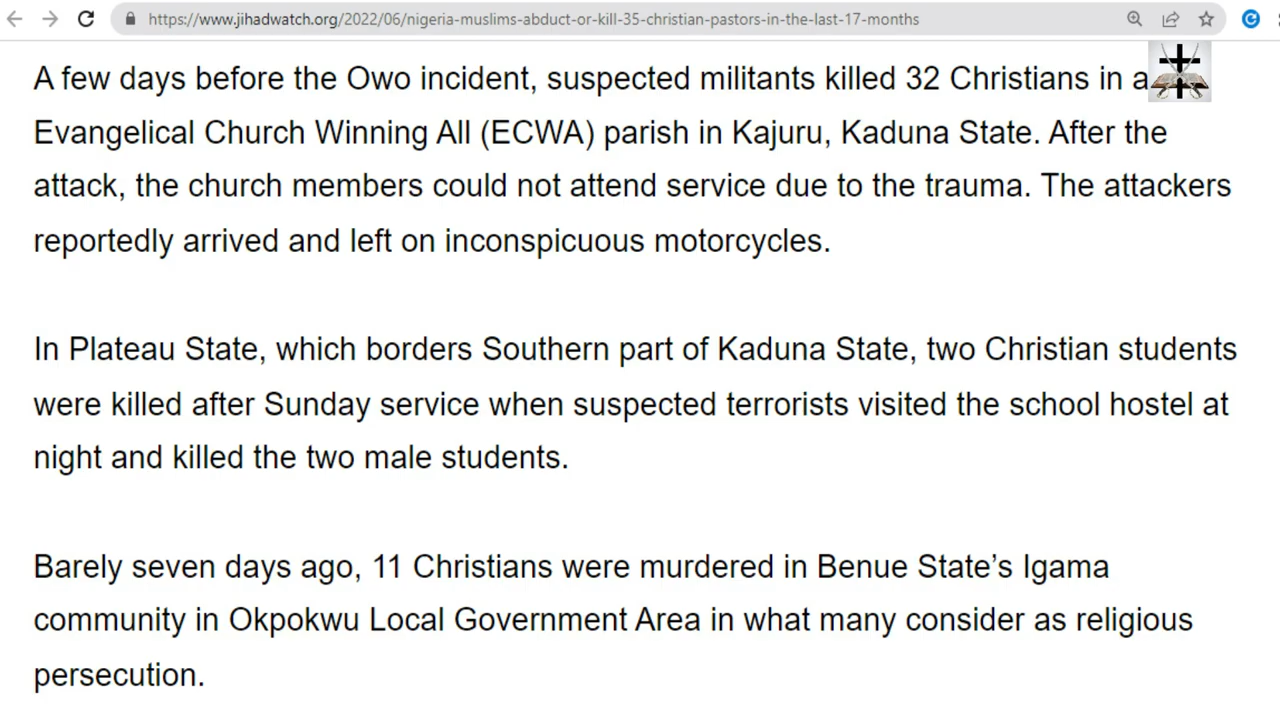 https://www.jihadwatch.org/2022/06/nigeria-muslims-abduct-or-kill-35-christian-pastors-in-the-last-17-months
A few days before the Owo incident, suspected militants killed 32 Christians in a
Evangelical Church Winning All (ECWA) parish in Kajuru, Kaduna State. After the
attack, the church members could not attend service due to the trauma. The attackers
reportedly arrived and left on inconspicuous motorcycles.
In Plateau State, which borders Southern part of Kaduna State, two Christian students
were killed after Sunday service when suspected terrorists visited the school hostel at
night and killed the two male students.
Barely seven days ago, 11 Christians were murdered in Benue State’s Igama
community in Okpokwu Local Government Area in what many consider as religious
persecution.